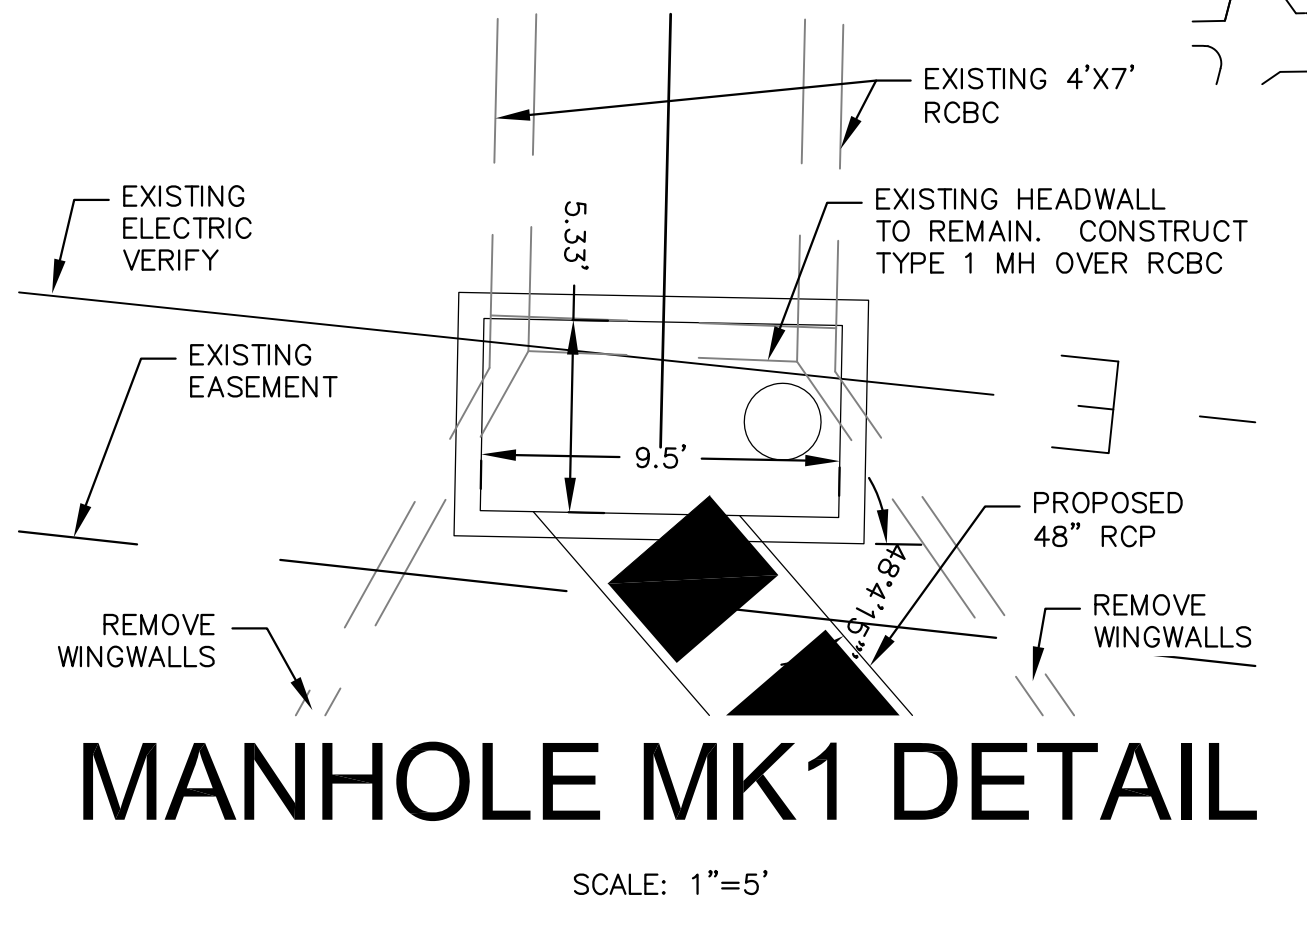 EXISTING 4'X7'
RCBC
EXISTING
ELECTRIC
VERIFY
EXISTING HEADWALL
TO REMAIN. CONSTRUCT
TYPE 1 MH OVER RCBC
5.33'
EXISTING
EASEMENT
9.5'
PROPOSED
48" RCP
48°4'15"
REMOVE
WINGWALLS
REMOVE
WINGWALLS
MANHOLE MK1 DETAIL
SCALE: 1"=5'